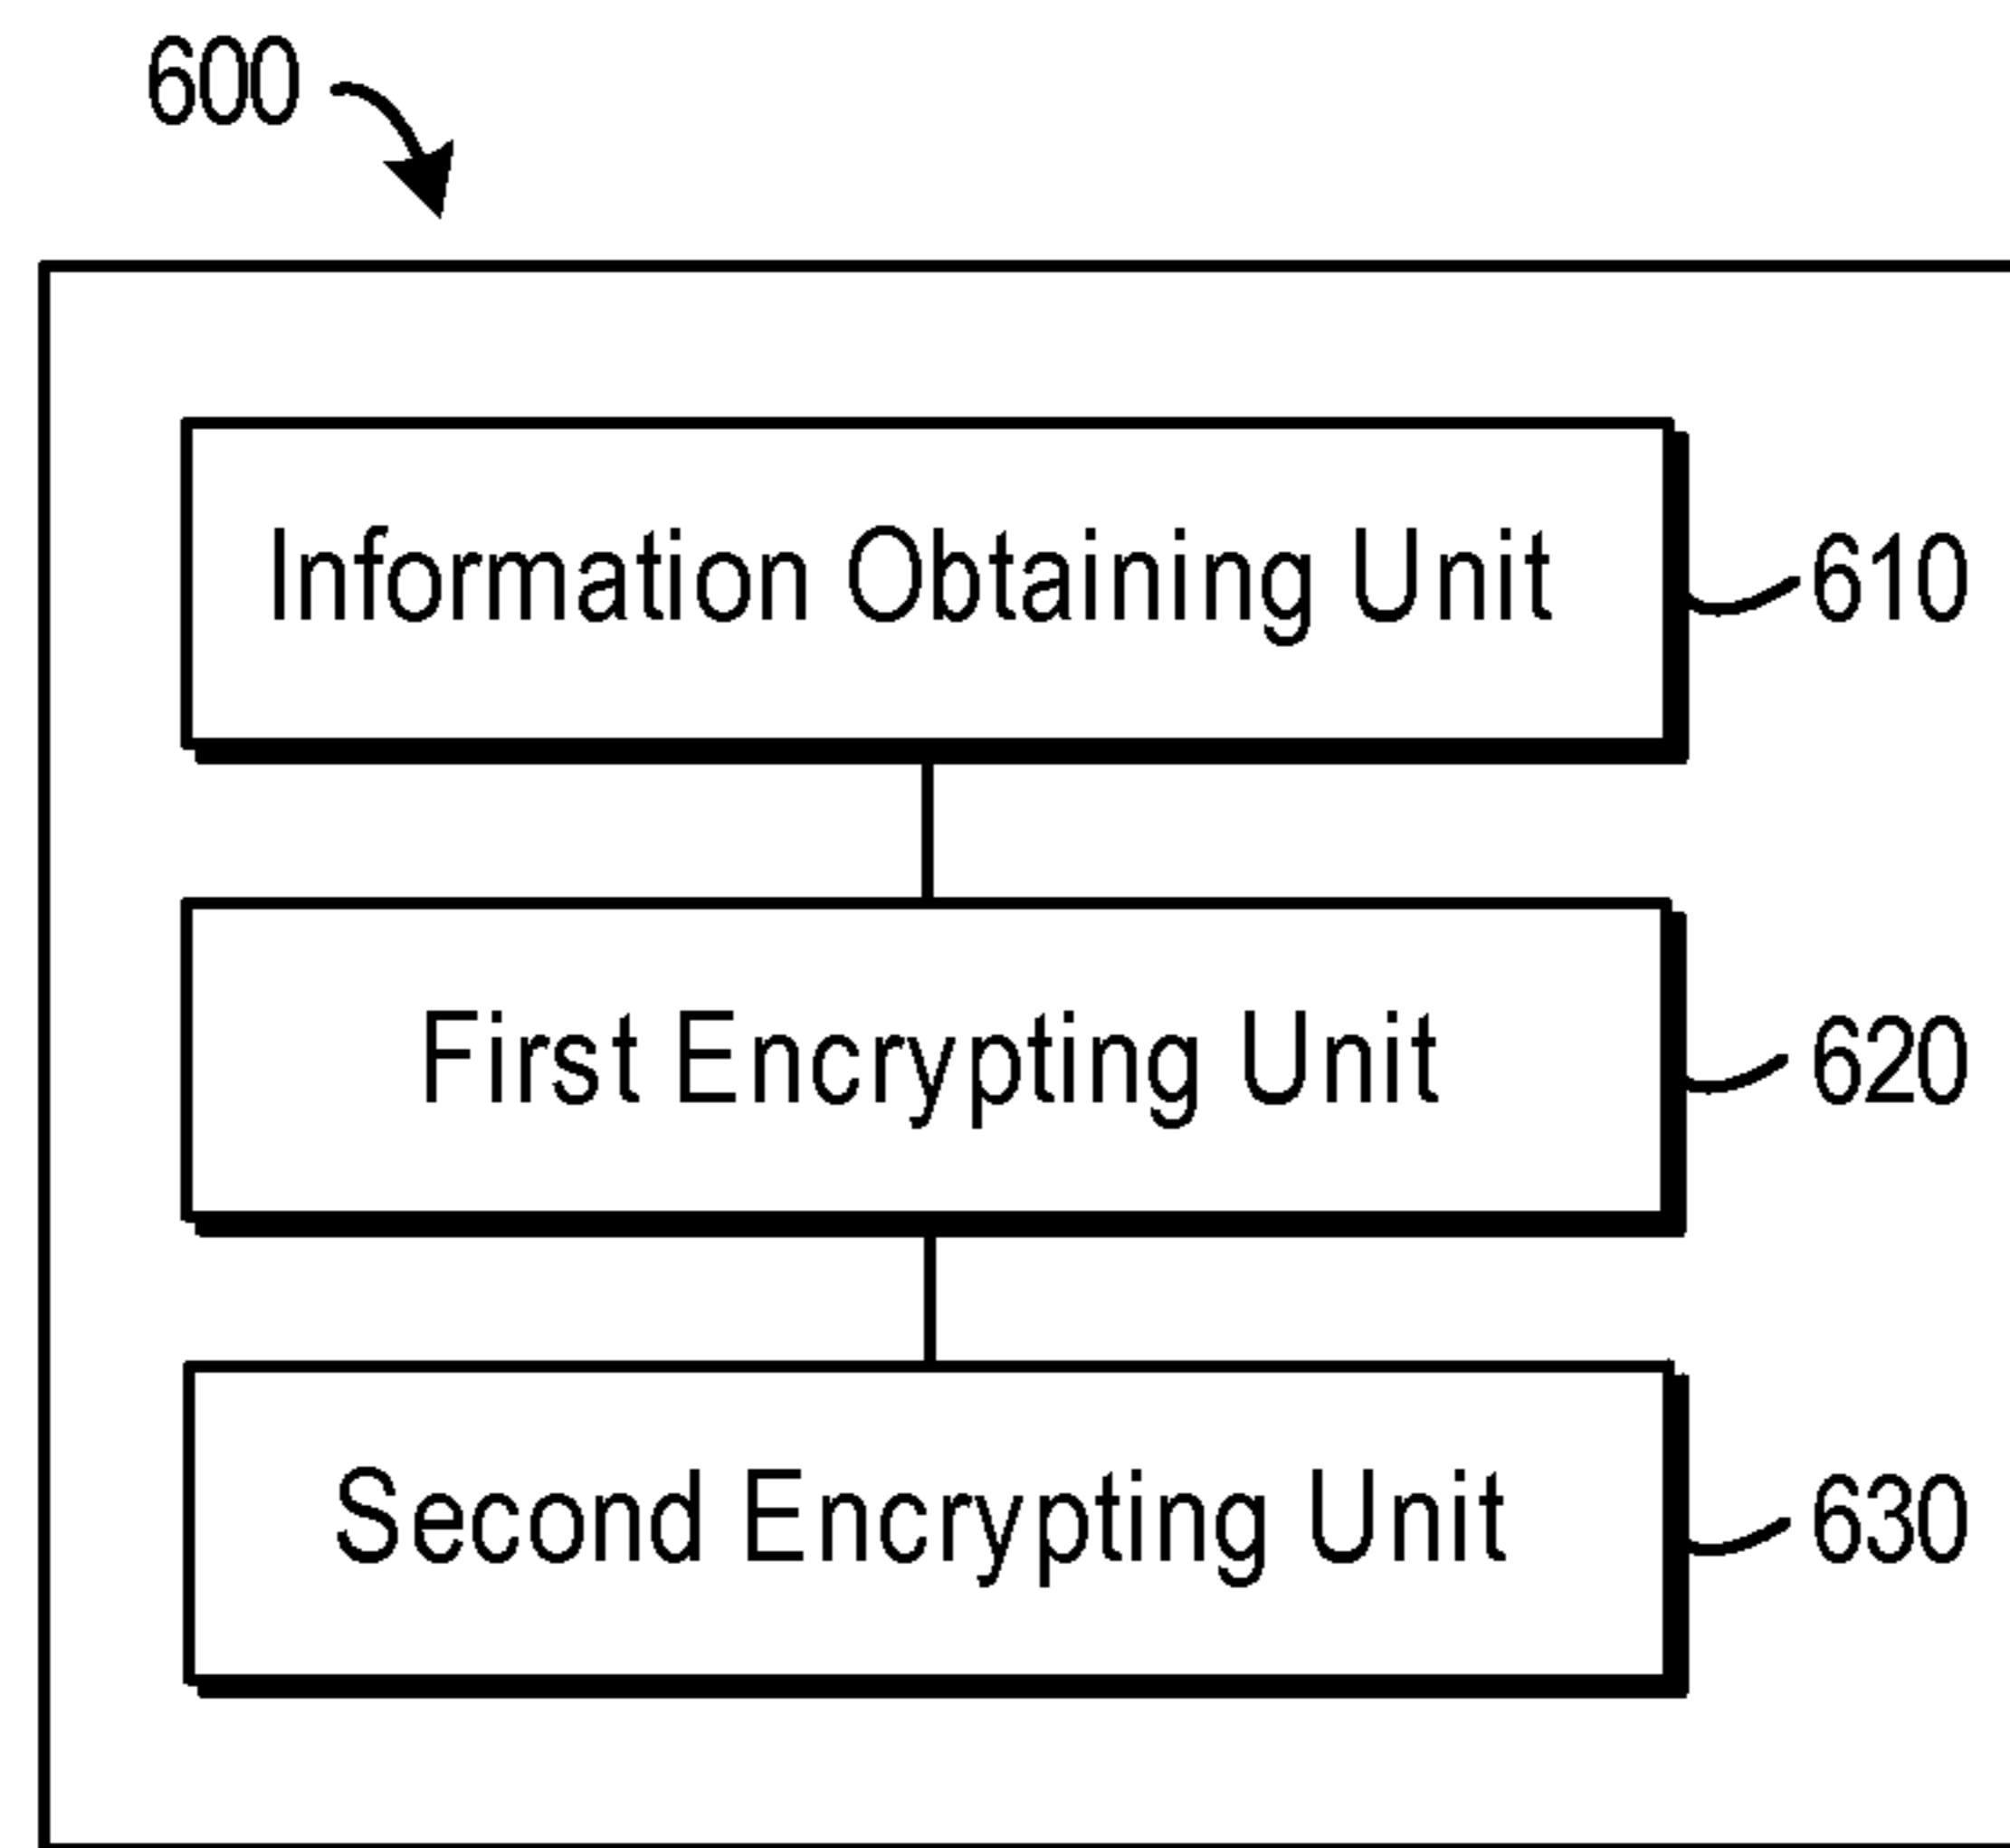 600
Information Obtaining Unit
610
First Encrypting Unit
620
Second Encrypting Unit
630